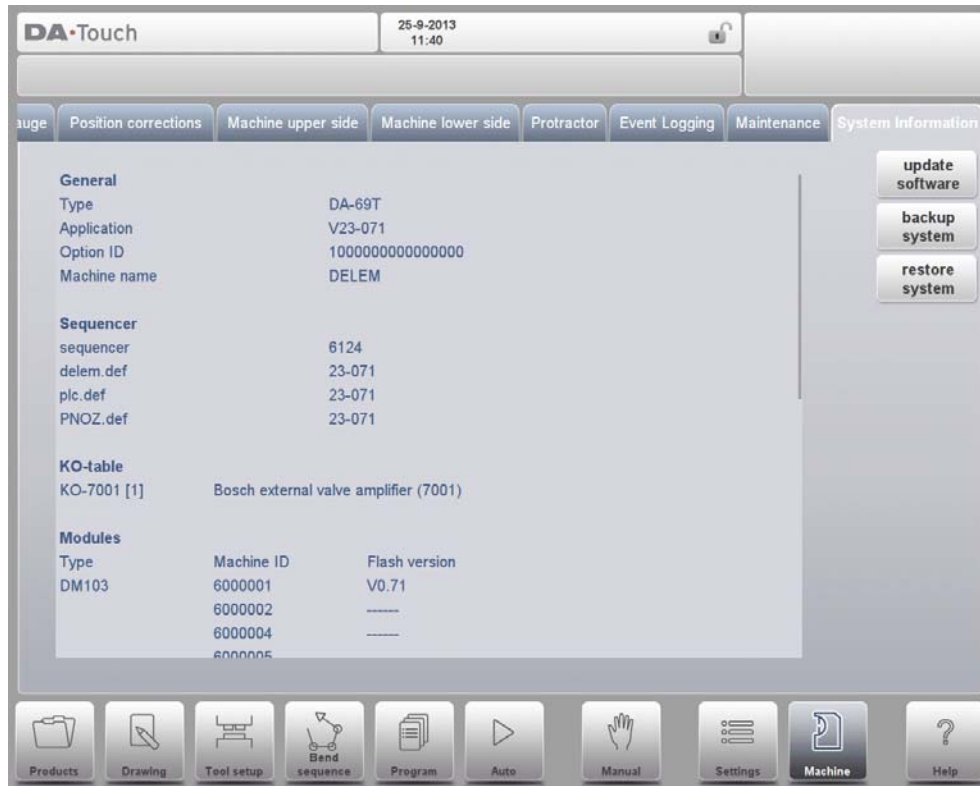 DA·Touch
25-9-2013
11:40
auge
Position corrections
Machine upper side
Machine lower side
Protractor
Event Logging
Maintenance
System Information
General
Type DA-69T
Application V23-071
Option ID 1000000000000000
Machine name DELEM
Sequencer
sequencer 6124
delem.def 23-071
plc.def 23-071
PNOZ.def 23-071
KO-table
KO-7001 [1] Bosch external valve amplifier (7001)
Modules
Type Machine ID Flash version
DM103 6000001 V0.71
6000002 ------
6000004 ------
6000005
update
software
backup
system
restore
system
Products
Drawing
Tool setup
Bend
sequence
Program
Auto
Manual
Settings
Machine
Help